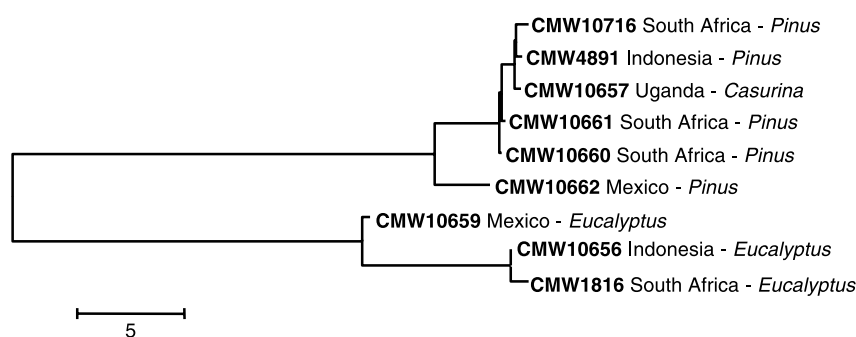 CMW10716 South Africa - Pinus
CMW4891 Indonesia - Pinus
CMW10657 Uganda - Casurina
CMW10661 South Africa - Pinus
CMW10660 South Africa - Pinus
CMW10662 Mexico - Pinus
CMW10659 Mexico - Eucalyptus
CMW10656 Indonesia - Eucalyptus
CMW1816 South Africa - Eucalyptus
5